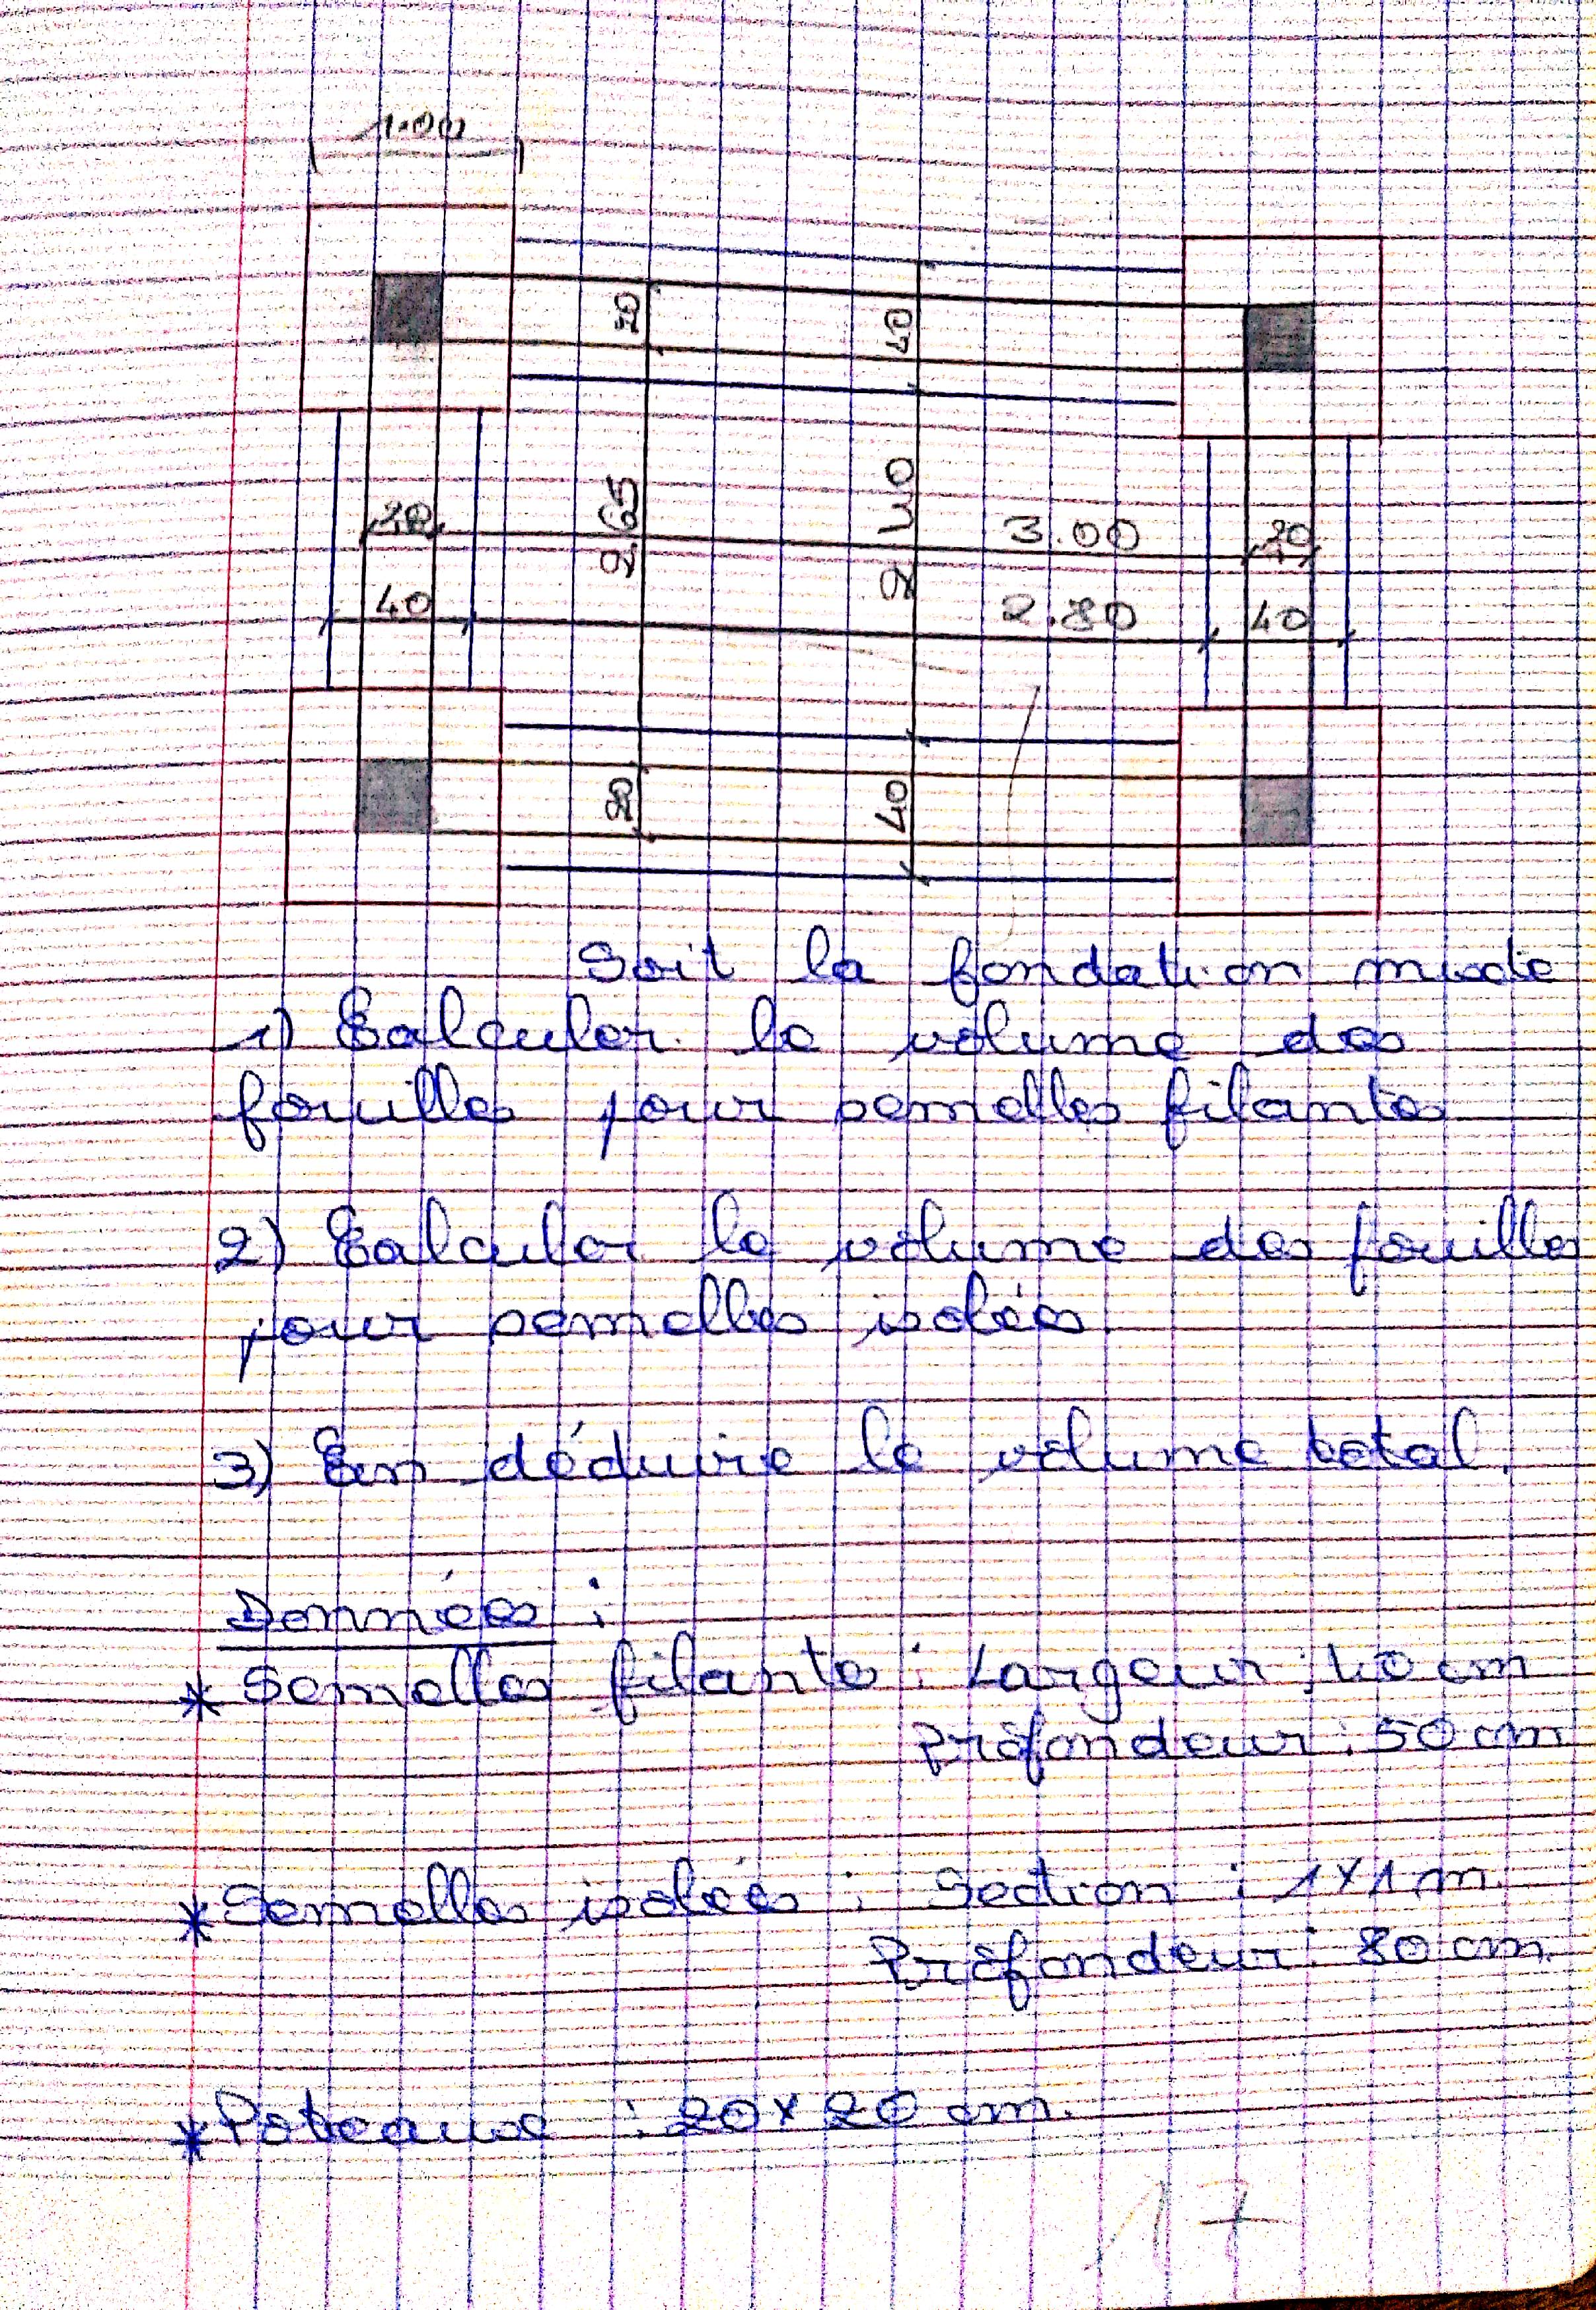 1.00
20
40
2.65
2.40
20
3.00
20
40
2.80
40
20
40
Soit la fondation mixte
1) Calculer le volume des
fouilles pour semelles filantes
2) Calculer le volume des fouilles
pour semelles isolées
3) En déduire le volume total.
Données :
* Semelles filante : Largeur : 40 cm
Profondeur : 50 cm
* Semelles isolées : Section : 1x1 m.
Profondeur : 80 cm.
* Poteaux : 20 x 20 cm.
17